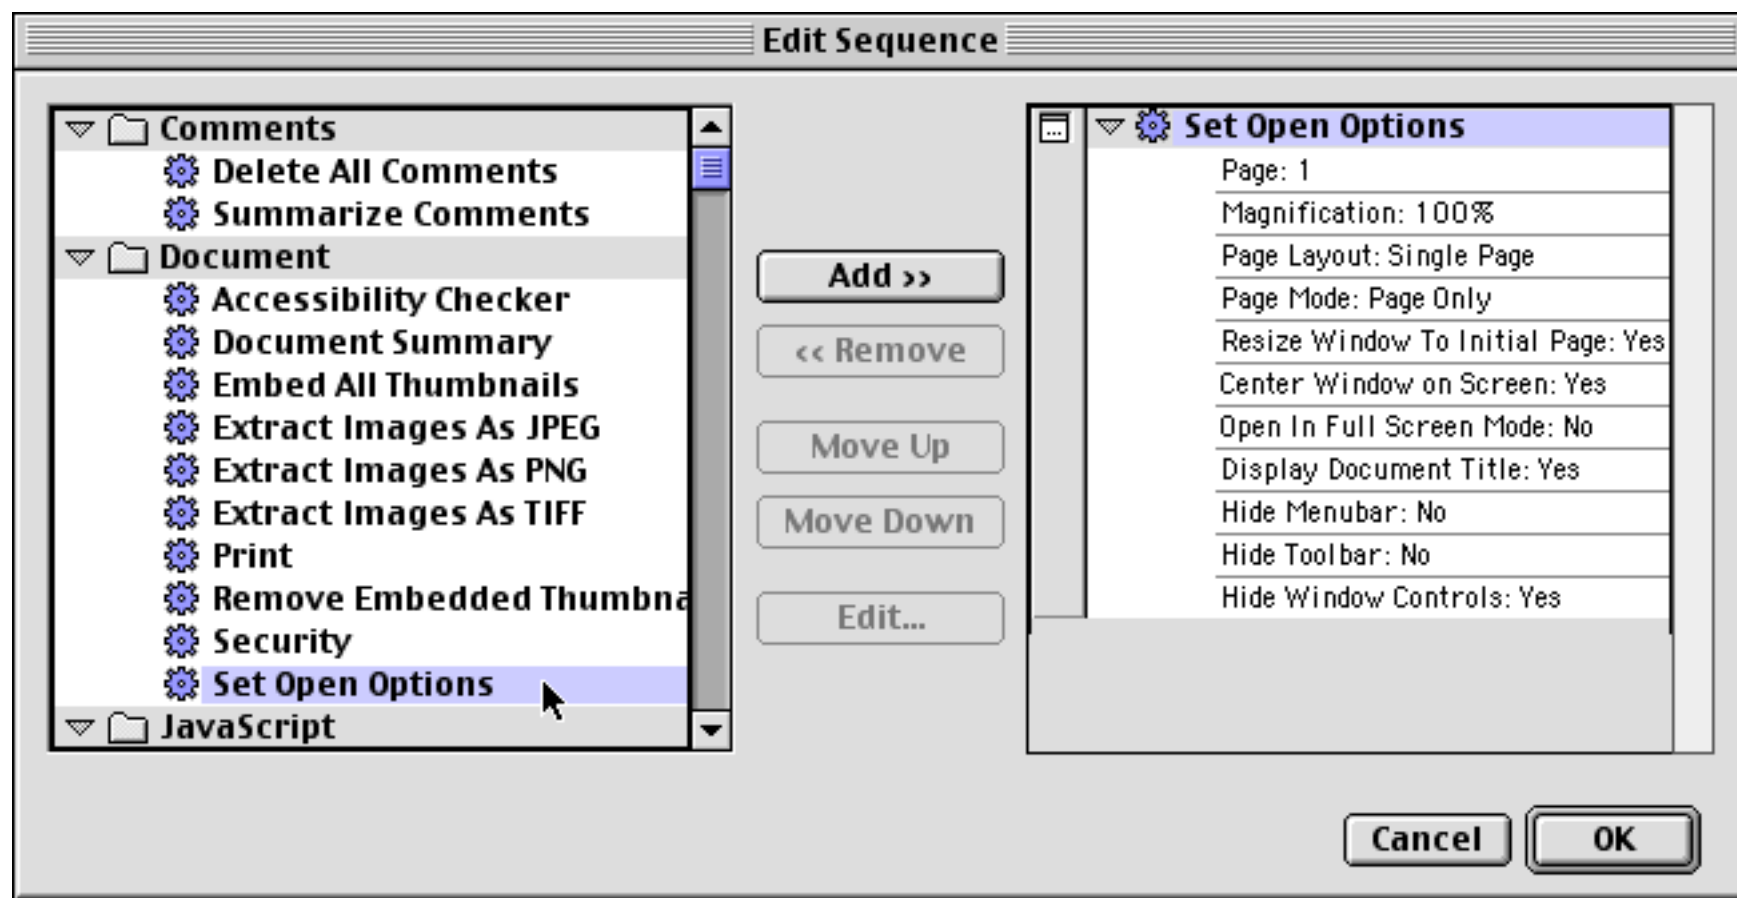 Edit Sequence
Comments
Delete All Comments
Summarize Comments
Document
Accessibility Checker
Document Summary
Embed All Thumbnails
Extract Images As JPEG
Extract Images As PNG
Extract Images As TIFF
Print
Remove Embedded Thumbna
Security
Set Open Options
JavaScript
Add >>
<< Remove
Move Up
Move Down
Edit...
Set Open Options
Page: 1
Magnification: 100%
Page Layout: Single Page
Page Mode: Page Only
Resize Window To Initial Page: Yes
Center Window on Screen: Yes
Open In Full Screen Mode: No
Display Document Title: Yes
Hide Menubar: No
Hide Toolbar: No
Hide Window Controls: Yes
Cancel
OK